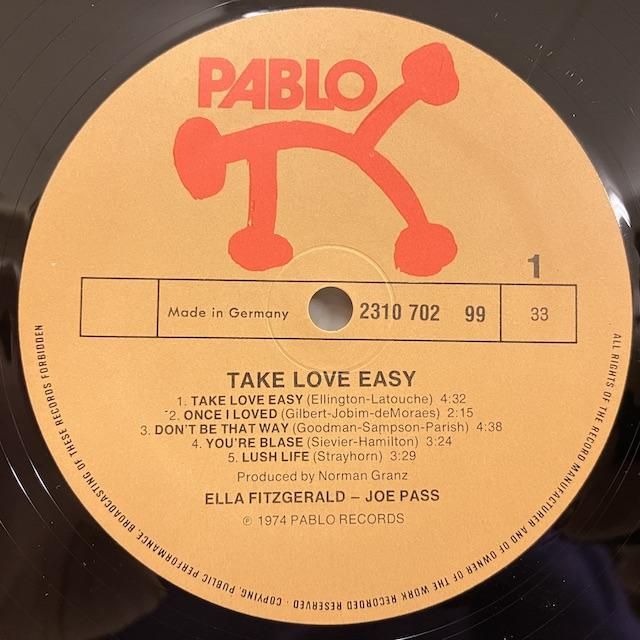 PABLO
1
Made in Germany 2310 702 99 33
TAKE LOVE EASY
1. TAKE LOVE EASY (Ellington-Latouche) 4:32
2. ONCE I LOVED (Gilbert-Jobim-deMoraes) 2:15
3. DON'T BE THAT WAY (Goodman-Sampson-Parish) 4:38
4. YOU'RE BLASE (Sievier-Hamilton) 3:24
5. LUSH LIFE (Strayhorn) 3:29
Produced by Norman Granz
ELLA FITZGERALD – JOE PASS
℗ 1974 PABLO RECORDS
ALL RIGHTS OF THE RECORD MANUFACTURER AND OF OWNER OF THE WORK RECORDED RESERVED · COPYING, PUBLIC PERFORMANCE, BROADCASTING OF THESE RECORDS FORBIDDEN